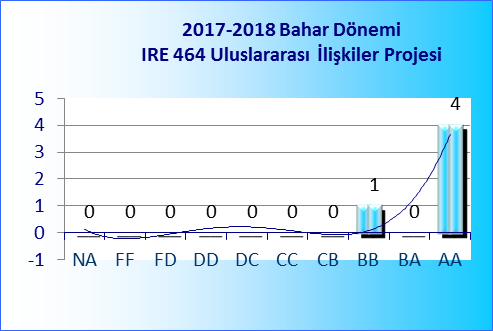 2017-2018 Bahar Dönemi
IRE 464 Uluslararası İlişkiler Projesi
5
4
3
2
1
0
-1
0 0 0 0 0 0 0 1 0 4
NA FF FD DD DC CC CB BB BA AA